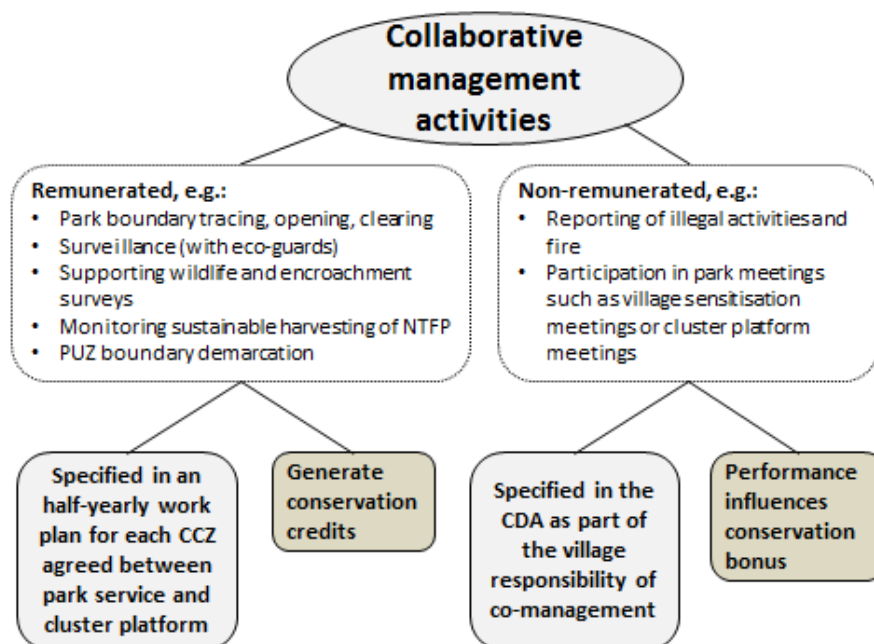 Collaborative
management
activities
Remunerated, e.g.:
• Park boundary tracing, opening, clearing
• Surveillance (with eco-guards)
• Supporting wildlife and encroachment
surveys
• Monitoring sustainable harvesting of NTFP
• PUZ boundary demarcation
Non-remunerated, e.g.:
• Reporting of illegal activities and
fire
• Participation in park meetings
such as village sensitisation
meetings or cluster platform
meetings
Specified in an
half-yearly work
plan for each CCZ
agreed between
park service and
cluster platform
Generate
conservation
credits
Specified in the
CDA as part of
the village
responsibility of
co-management
Performance
influences
conservation
bonus